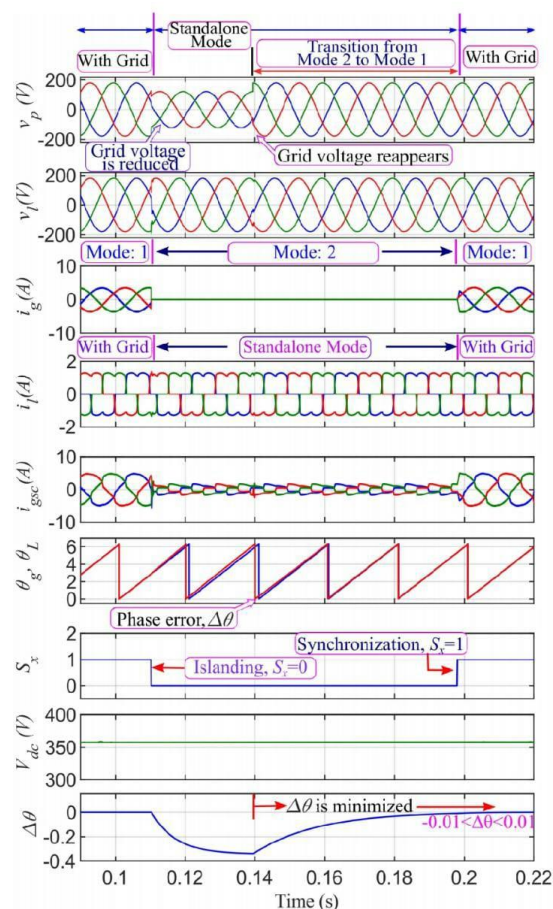 Standalone
Mode
With Grid
Transition from
Mode 2 to Mode 1
With Grid
200
0
-200
v_p (V)
Grid voltage
is reduced
Grid voltage reappears
200
0
-200
v_l(V)
Mode: 1
Mode: 2
Mode: 1
10
0
-10
i_g(A)
With Grid
Standalone Mode
With Grid
2
0
-2
i_l(A)
10
0
-10
i_gsc(A)
6
4
2
0
θ_g, θ_L
Phase error, Δθ
2
1
0
S_x
Synchronization, S_x=1
Islanding, S_x=0
400
350
300
V_dc (V)
0
-0.2
-0.4
Δθ
Δθ is minimized
-0.01<Δθ<0.01
0.1 0.12 0.14 0.16 0.18 0.2 0.22
Time (s)